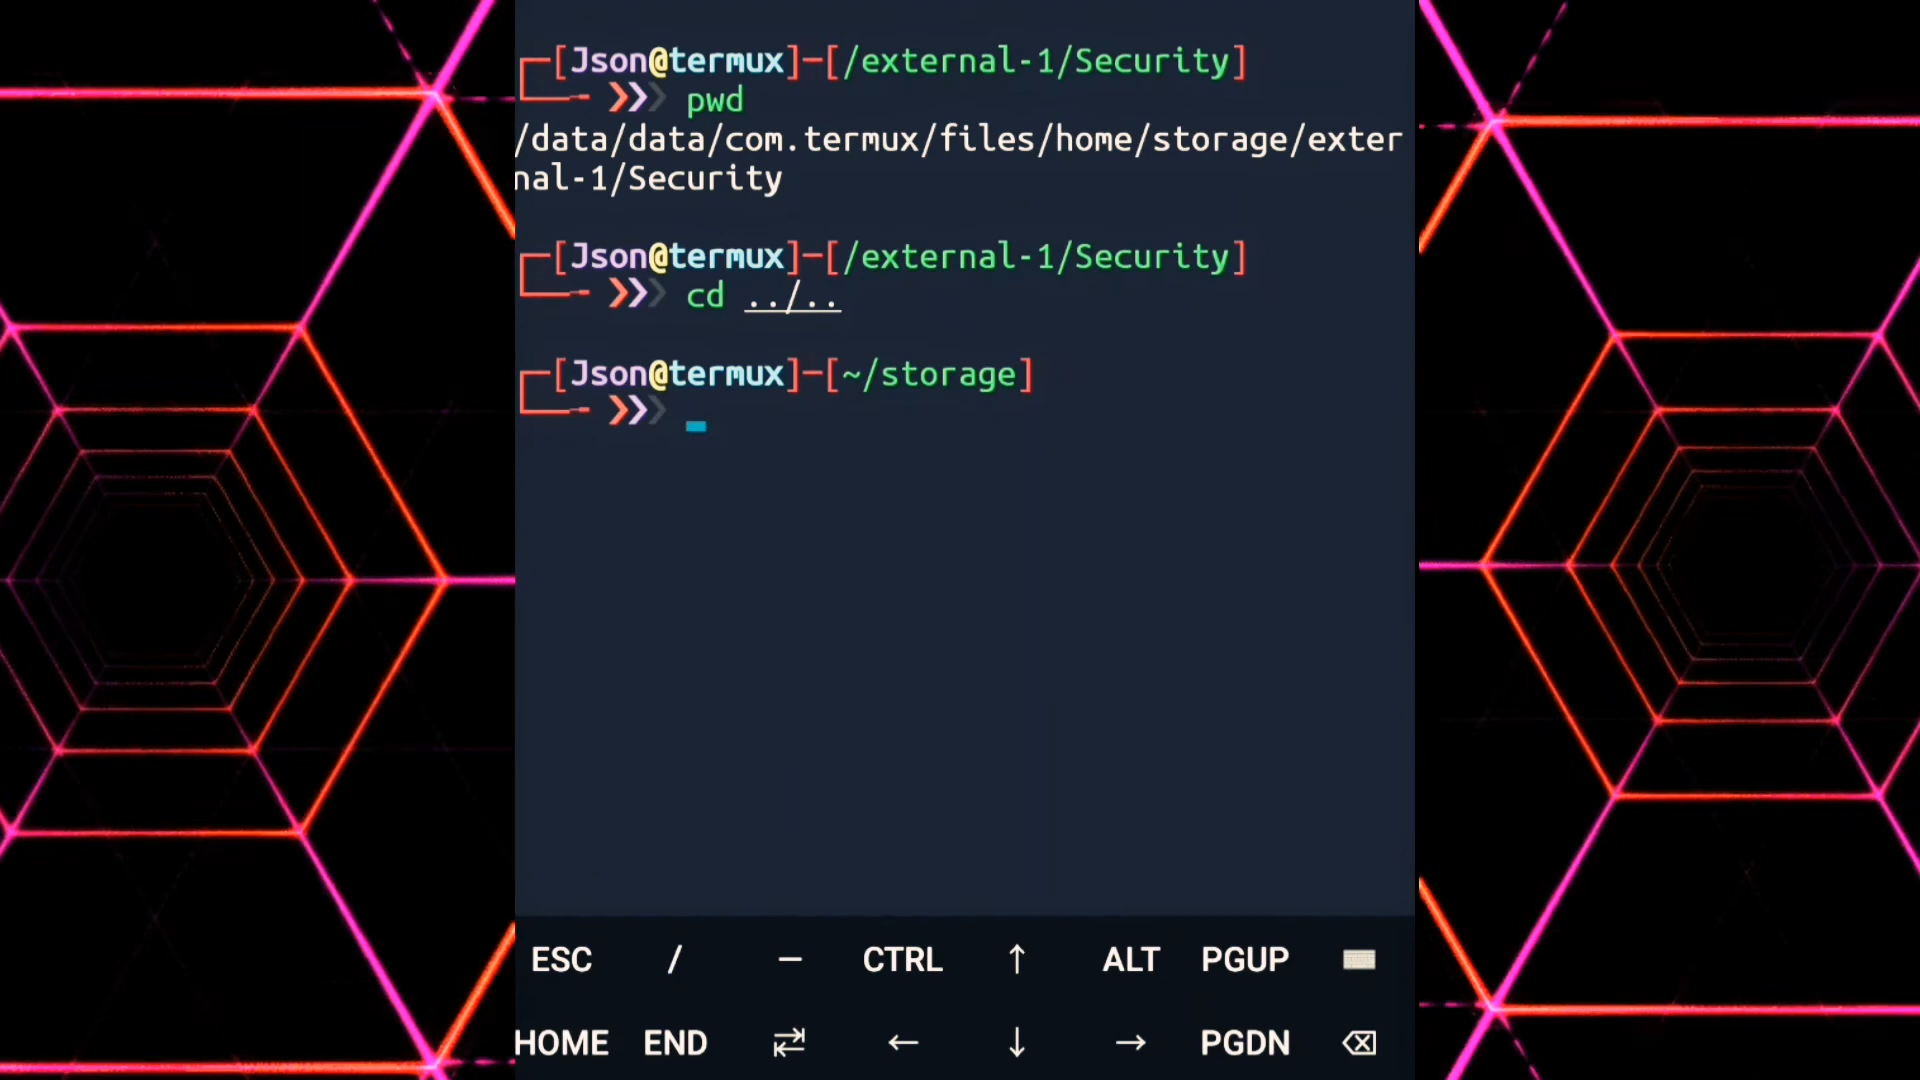 [Json@termux]-[/external-1/Security]
❯❯❯ pwd
/data/data/com.termux/files/home/storage/exter
nal-1/Security
[Json@termux]-[/external-1/Security]
❯❯❯ cd ../..
[Json@termux]-[~/storage]
❯❯❯
ESC / — CTRL ↑ ALT PGUP
HOME END ⇄ ← ↓ → PGDN ⌫